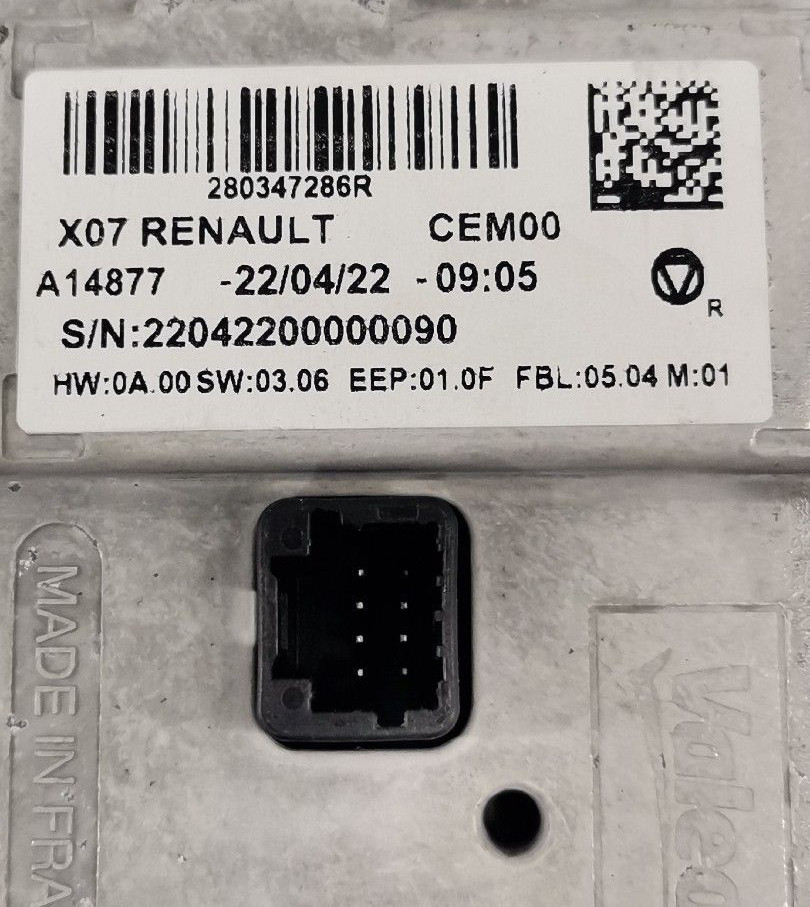 280347286R
X07 RENAULT CEM00
A14877 -22/04/22 -09:05
R
S/N:22042200000090
HW:0A.00 SW:03.06 EEP:01.0F FBL:05.04 M:01
MADE IN FRA
Valeo